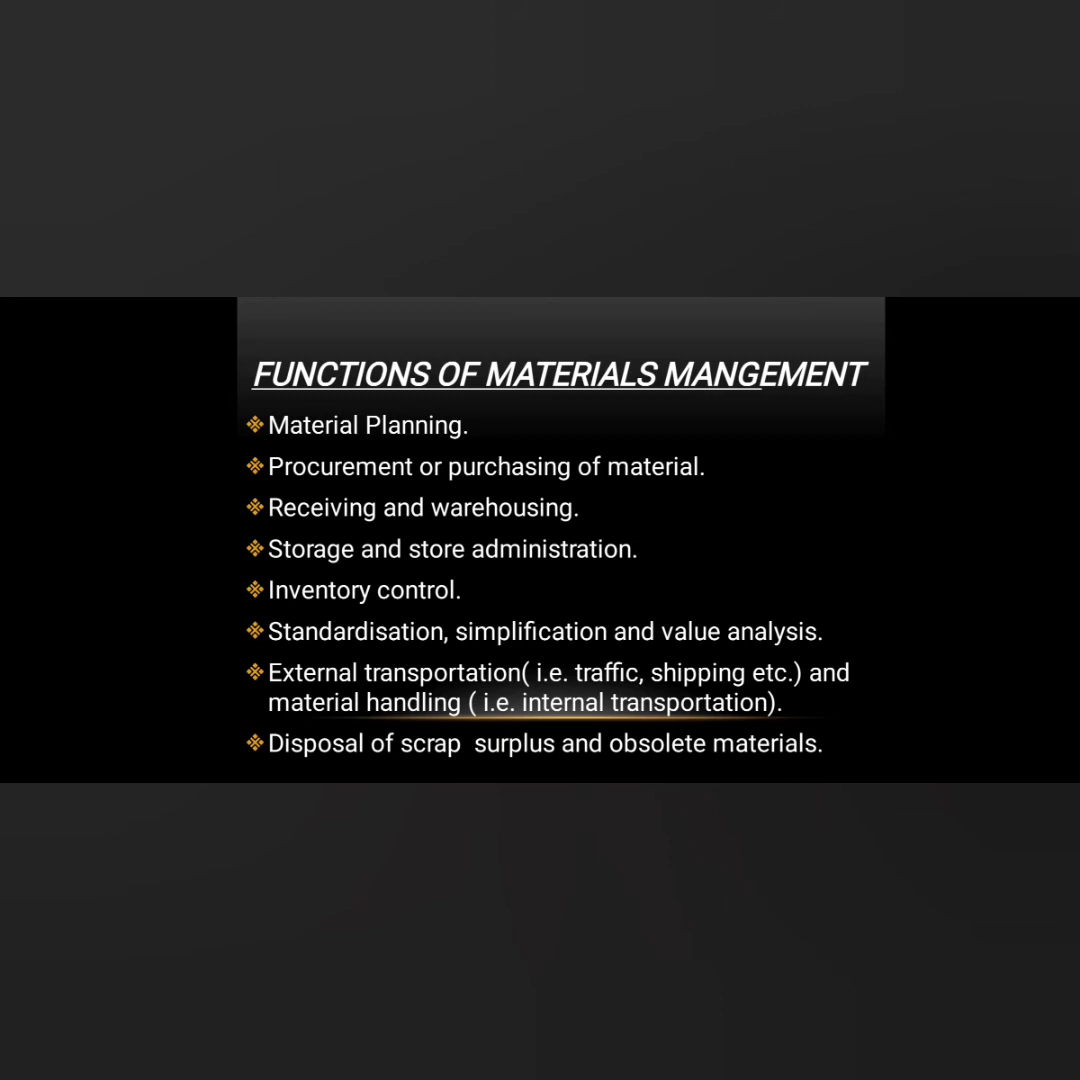 FUNCTIONS OF MATERIALS MANGEMENT
❖Material Planning.
❖Procurement or purchasing of material.
❖Receiving and warehousing.
❖Storage and store administration.
❖Inventory control.
❖Standardisation, simplification and value analysis.
❖External transportation( i.e. traffic, shipping etc.) and
material handling ( i.e. internal transportation).
❖Disposal of scrap  surplus and obsolete materials.